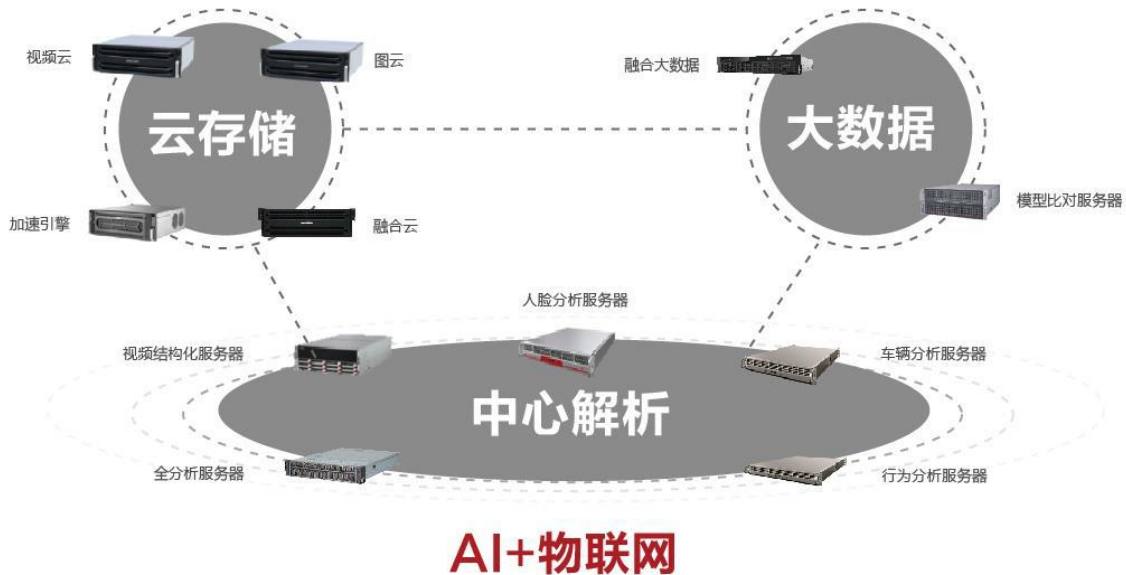 视频云
图云
融合大数据
云存储
大数据
加速引擎
融合云
模型比对服务器
人脸分析服务器
视频结构化服务器
车辆分析服务器
中心解析
全分析服务器
行为分析服务器
AI+物联网